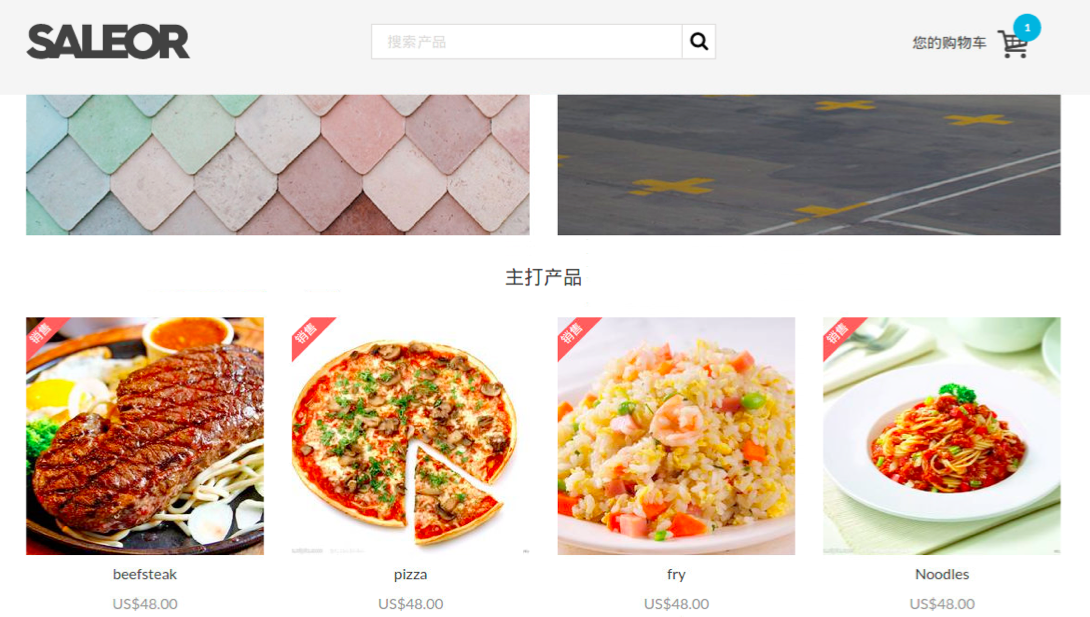 SALEOR
搜索产品
您的购物车
1
主打产品
销售
销售
销售
销售
beefsteak
pizza
fry
Noodles
US$48.00
US$48.00
US$48.00
US$48.00